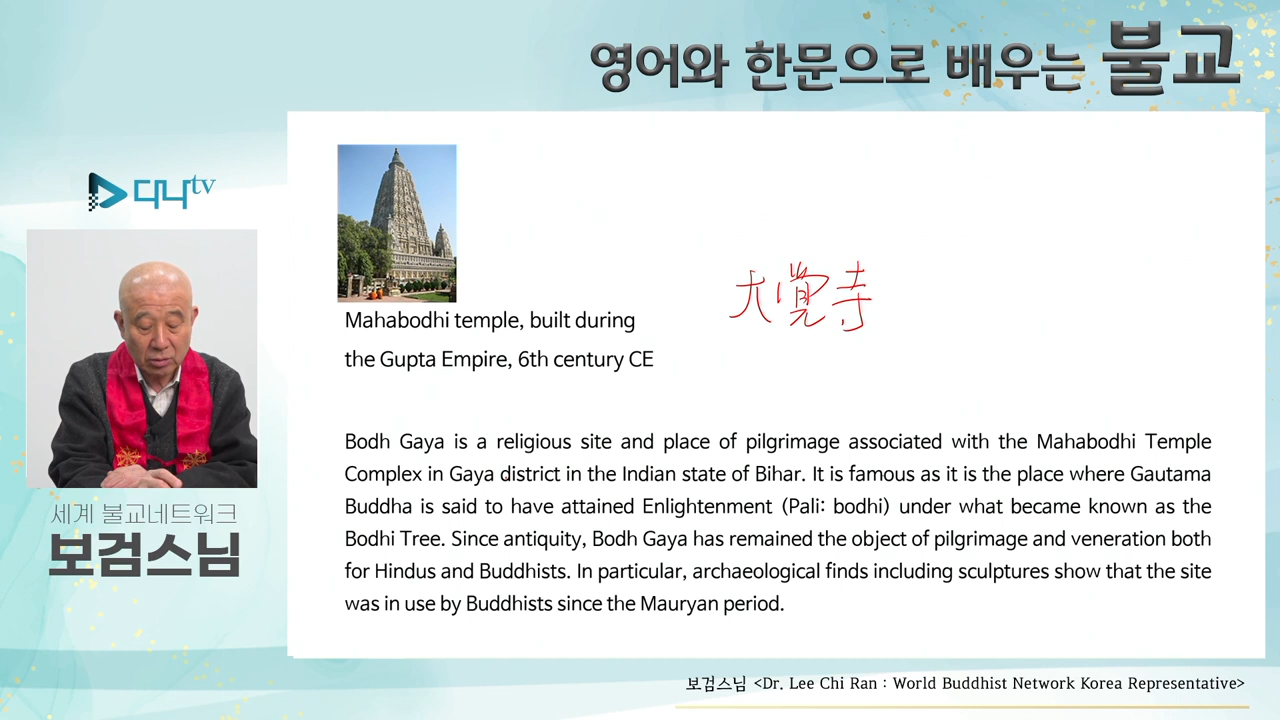 영어와 한문으로 배우는 불교
디나tv
Mahabodhi temple, built during
the Gupta Empire, 6th century CE
大覺寺
Bodh Gaya is a religious site and place of pilgrimage associated with the Mahabodhi Temple
Complex in Gaya district in the Indian state of Bihar. It is famous as it is the place where Gautama
Buddha is said to have attained Enlightenment (Pali: bodhi) under what became known as the
Bodhi Tree. Since antiquity, Bodh Gaya has remained the object of pilgrimage and veneration both
for Hindus and Buddhists. In particular, archaeological finds including sculptures show that the site
was in use by Buddhists since the Mauryan period.
세계 불교네트워크
보검스님
보검스님 <Dr. Lee Chi Ran : World Buddhist Network Korea Representative>